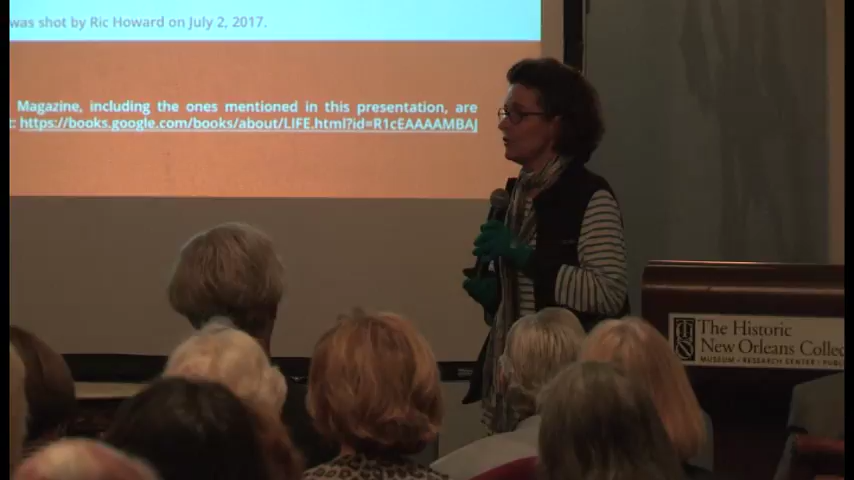 was shot by Ric Howard on July 2, 2017.
Magazine, including the ones mentioned in this presentation, are
: https://books.google.com/books/about/LIFE.html?id=R1cEAAAAMBAJ
The Historic
New Orleans Collec
MUSEUM • RESEARCH CENTER • PUBL